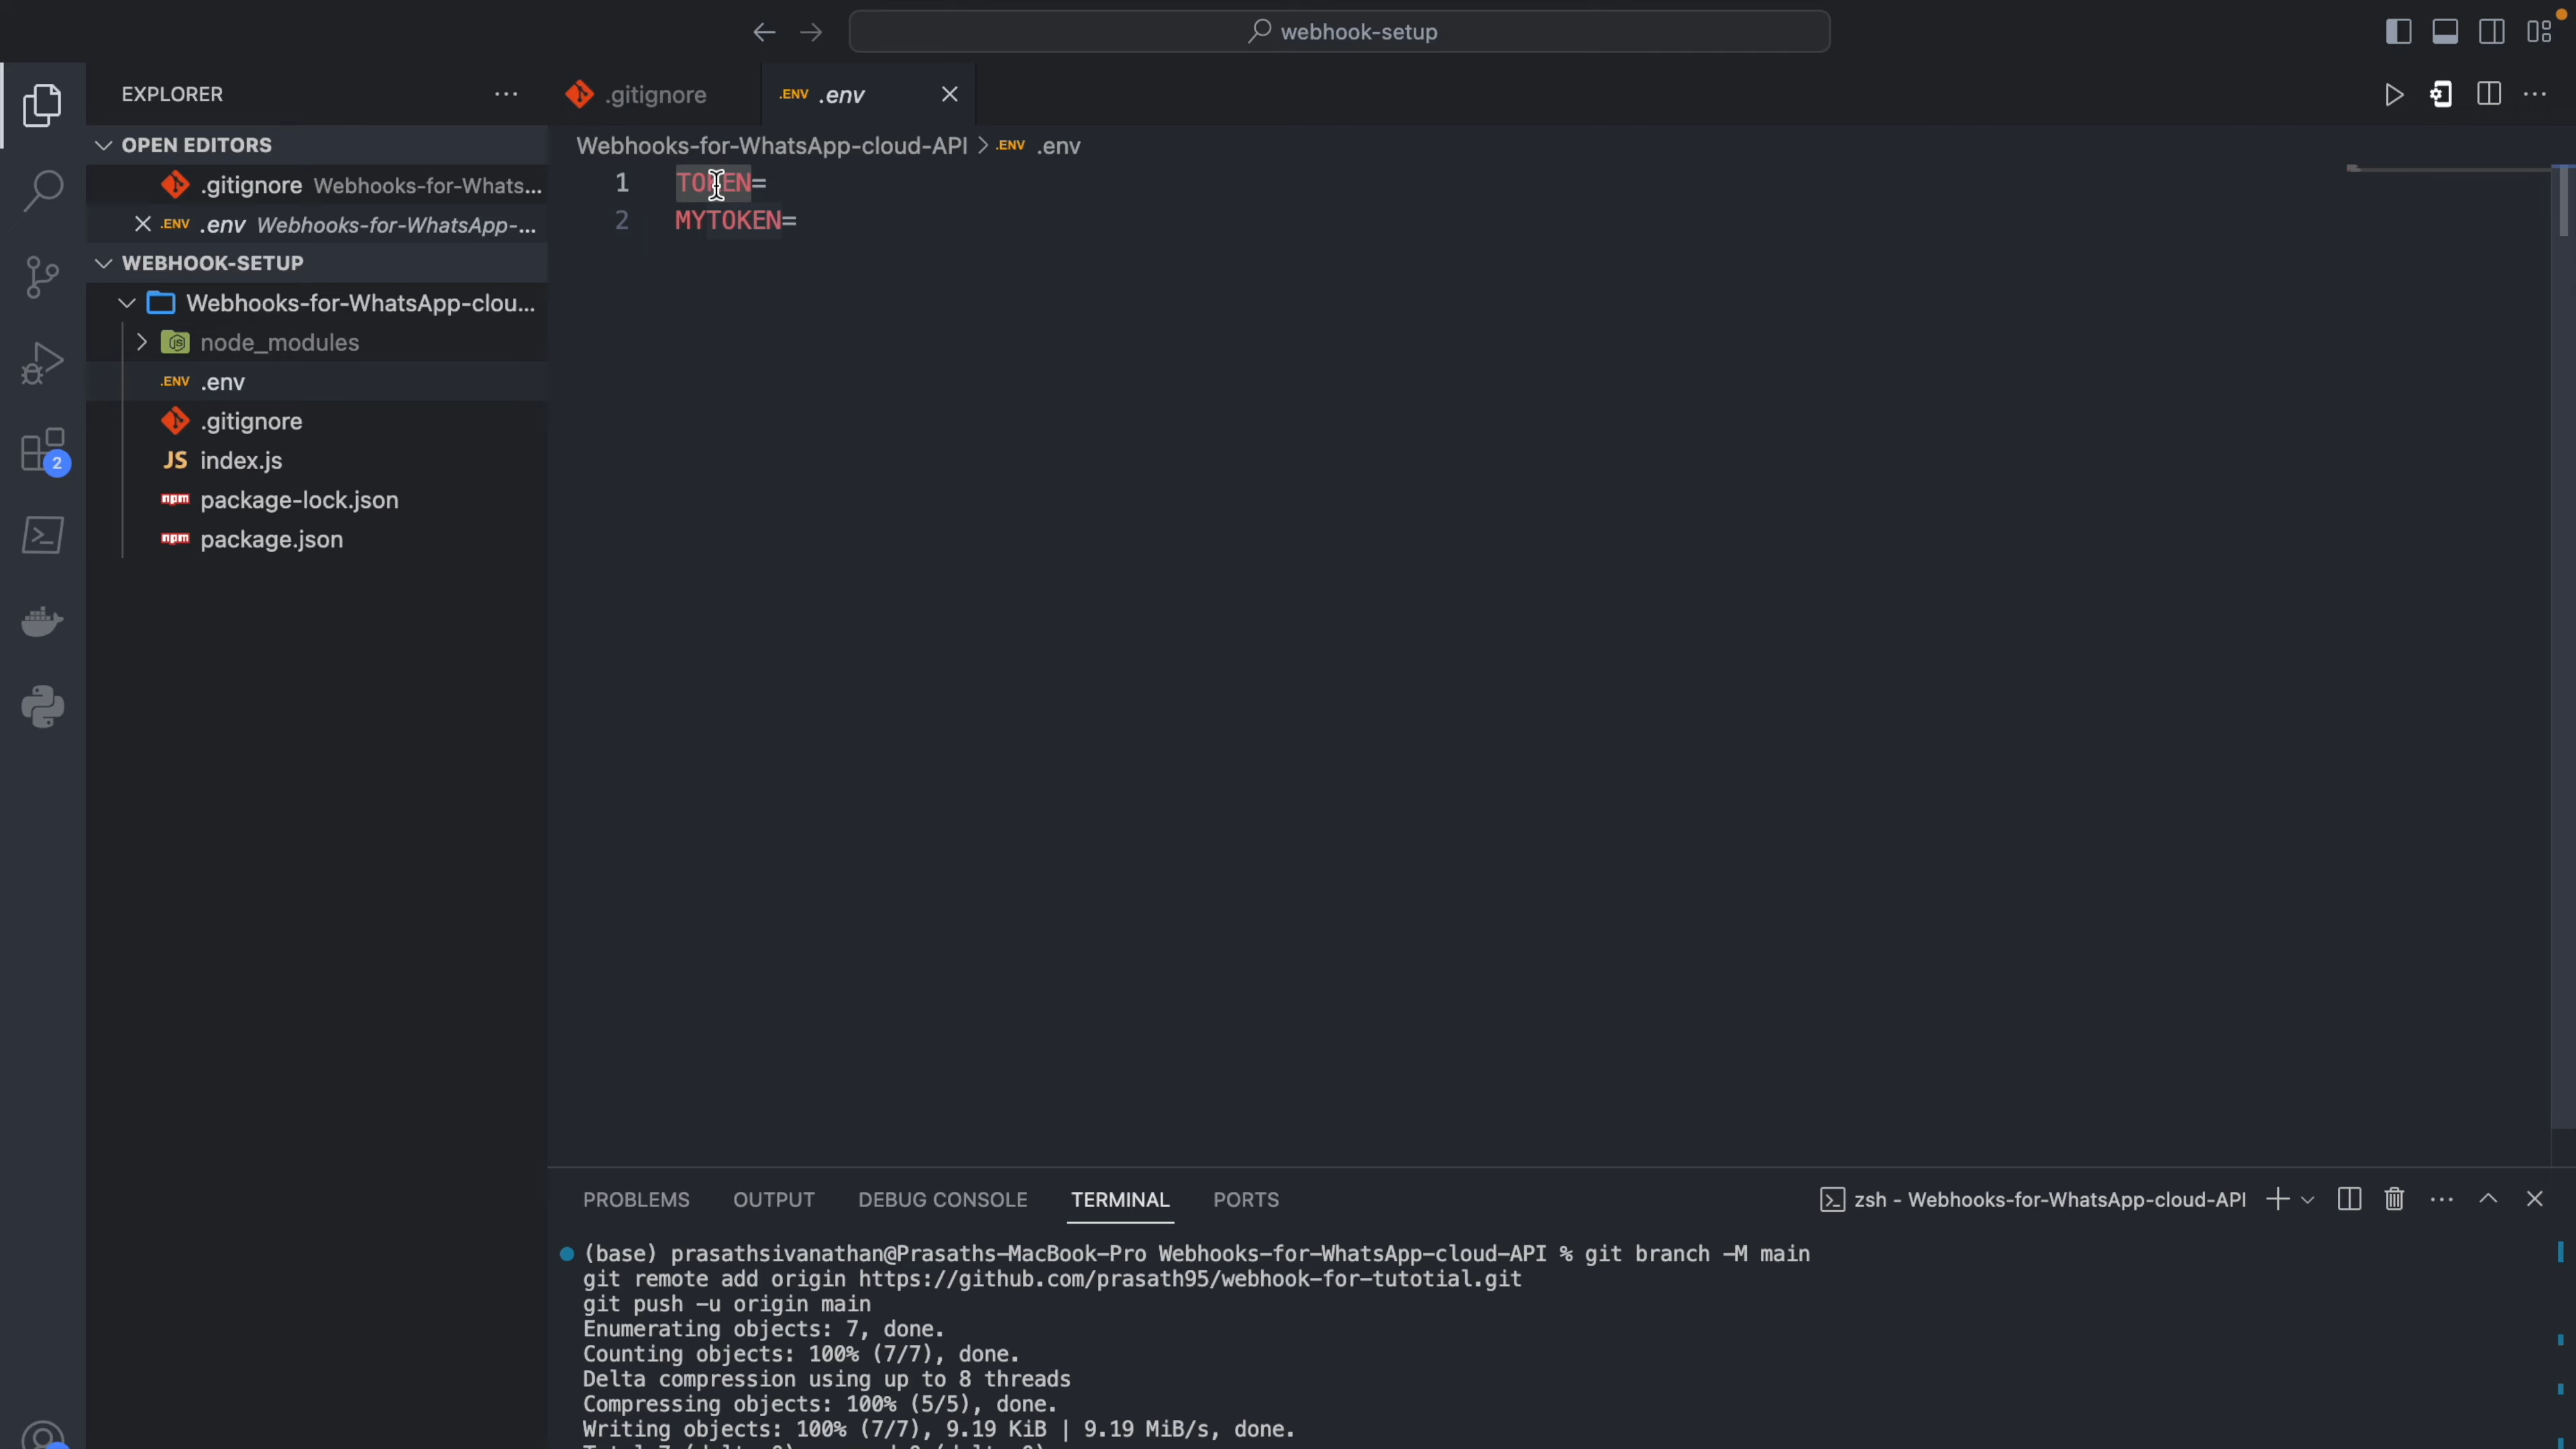 webhook-setup
EXPLORER
.gitignore
.ENV .env
OPEN EDITORS
.gitignore Webhooks-for-Whats...
.ENV .env Webhooks-for-WhatsApp-...
WEBHOOK-SETUP
Webhooks-for-WhatsApp-clou...
JS node_modules
.ENV .env
.gitignore
JS index.js
npm package-lock.json
npm package.json
2
Webhooks-for-WhatsApp-cloud-API > .ENV .env
1 TOKEN=
2 MYTOKEN=
PROBLEMS OUTPUT DEBUG CONSOLE TERMINAL PORTS
zsh - Webhooks-for-WhatsApp-cloud-API
(base) prasathsivanathan@Prasaths-MacBook-Pro Webhooks-for-WhatsApp-cloud-API % git branch -M main
git remote add origin https://github.com/prasath95/webhook-for-tutotial.git
git push -u origin main
Enumerating objects: 7, done.
Counting objects: 100% (7/7), done.
Delta compression using up to 8 threads
Compressing objects: 100% (5/5), done.
Writing objects: 100% (7/7), 9.19 KiB | 9.19 MiB/s, done.